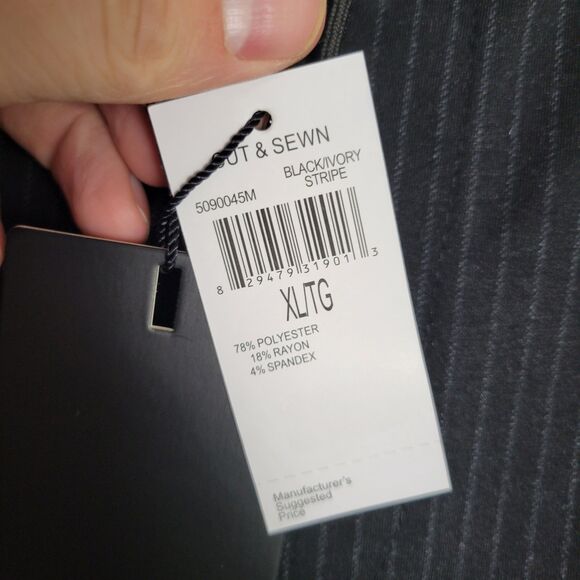 CUT & SEWN
5090045M
BLACK/IVORY
STRIPE
8 29479 31901 3
XL/TG
78% POLYESTER
18% RAYON
4% SPANDEX
Manufacturer's
Suggested
Price